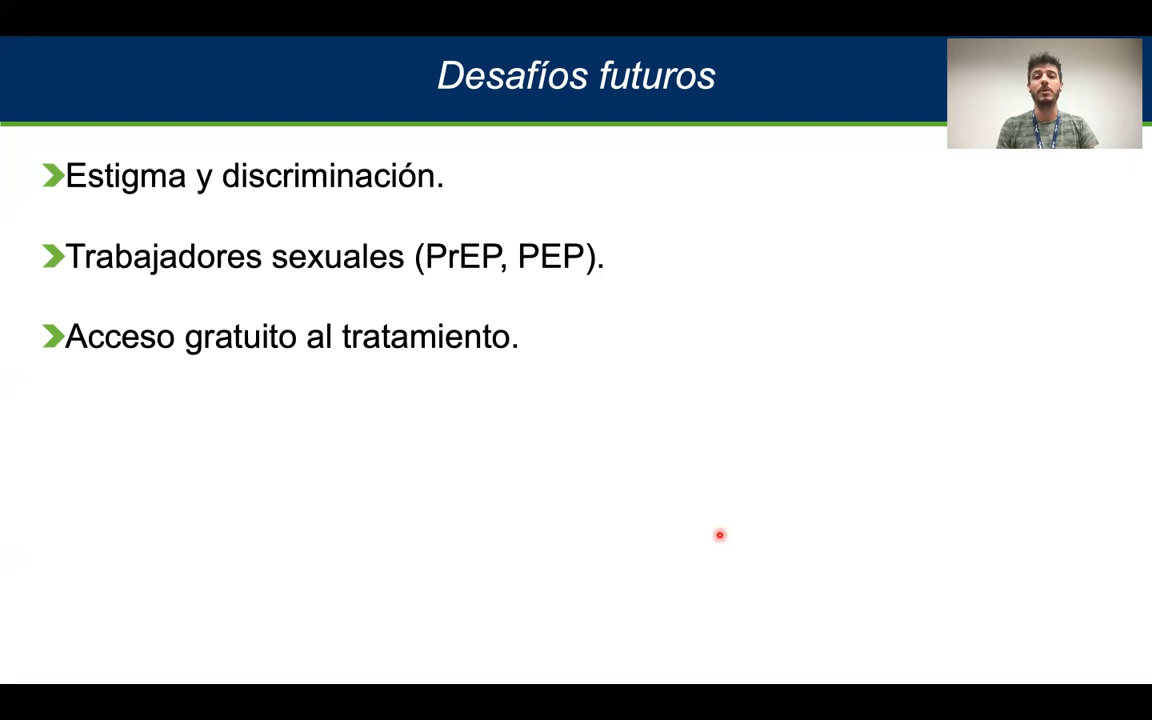 Desafíos futuros
Estigma y discriminación.
Trabajadores sexuales (PrEP, PEP).
Acceso gratuito al tratamiento.